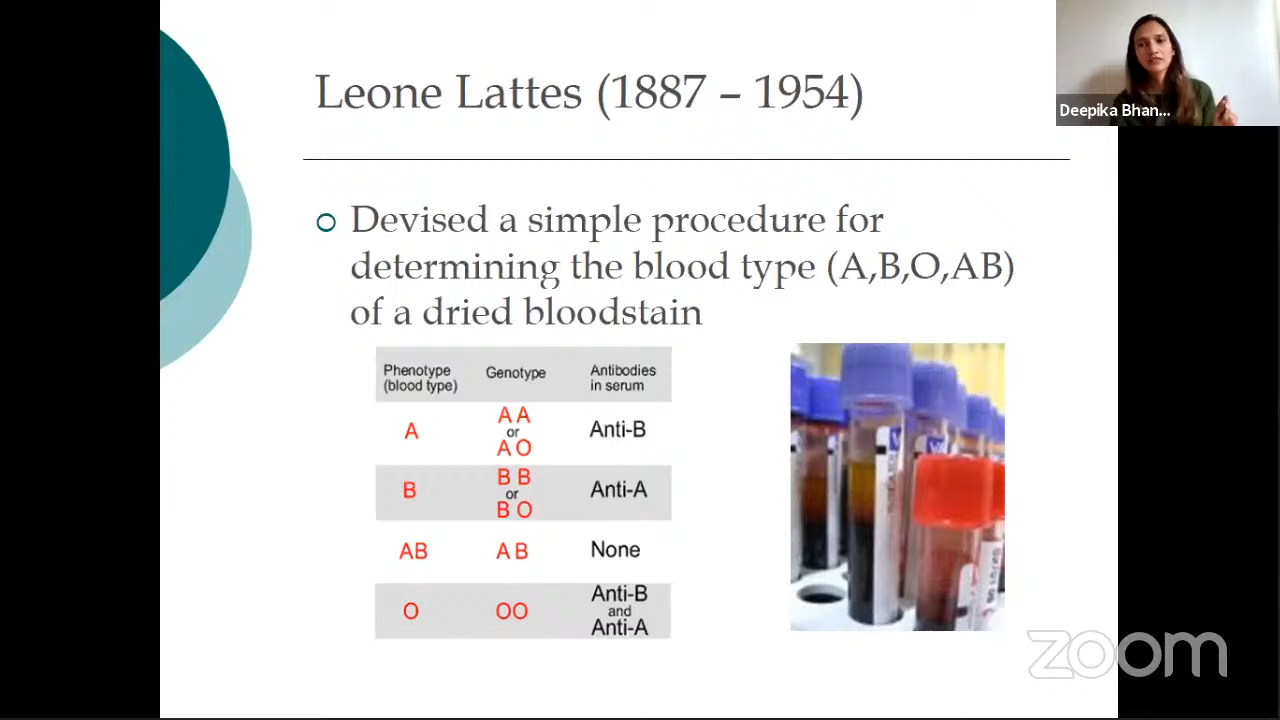 Leone Lattes (1887 – 1954)
Deepika Bhan...
Devised a simple procedure for
determining the blood type (A,B,O,AB)
of a dried bloodstain
Phenotype
(blood type)
Genotype
Antibodies
in serum
A
A A
or
A O
Anti-B
B
B B
or
B O
Anti-A
AB
A B
None
O
OO
Anti-B
and
Anti-A
zoom